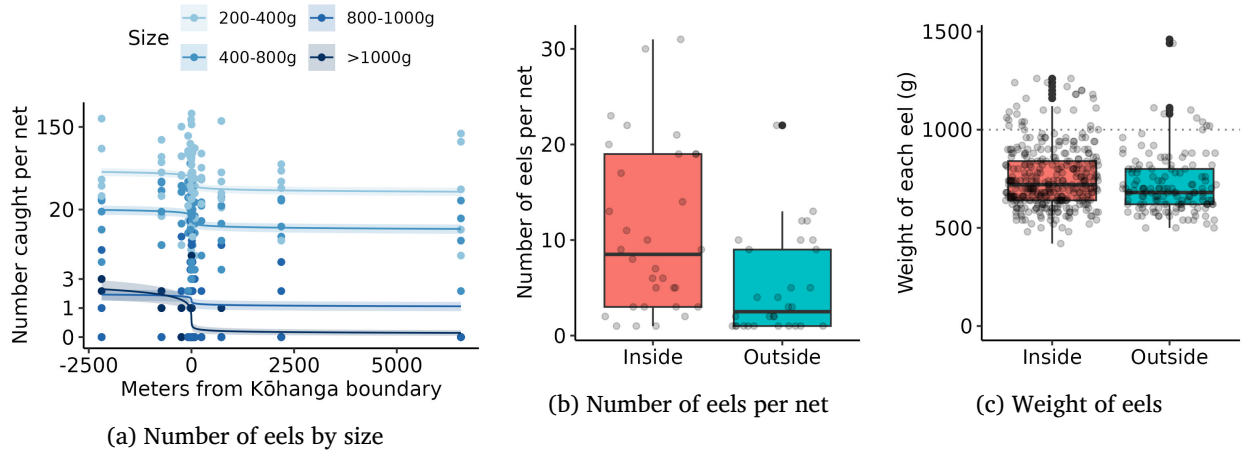 Size
200-400g
800-1000g
400-800g
>1000g
Number caught per net
150
20
3
1
0
-2500
0
2500
5000
Meters from Kōhanga boundary
(a) Number of eels by size
Number of eels per net
30
20
10
0
Inside
Outside
(b) Number of eels per net
Weight of each eel (g)
1500
1000
500
0
Inside
Outside
(c) Weight of eels